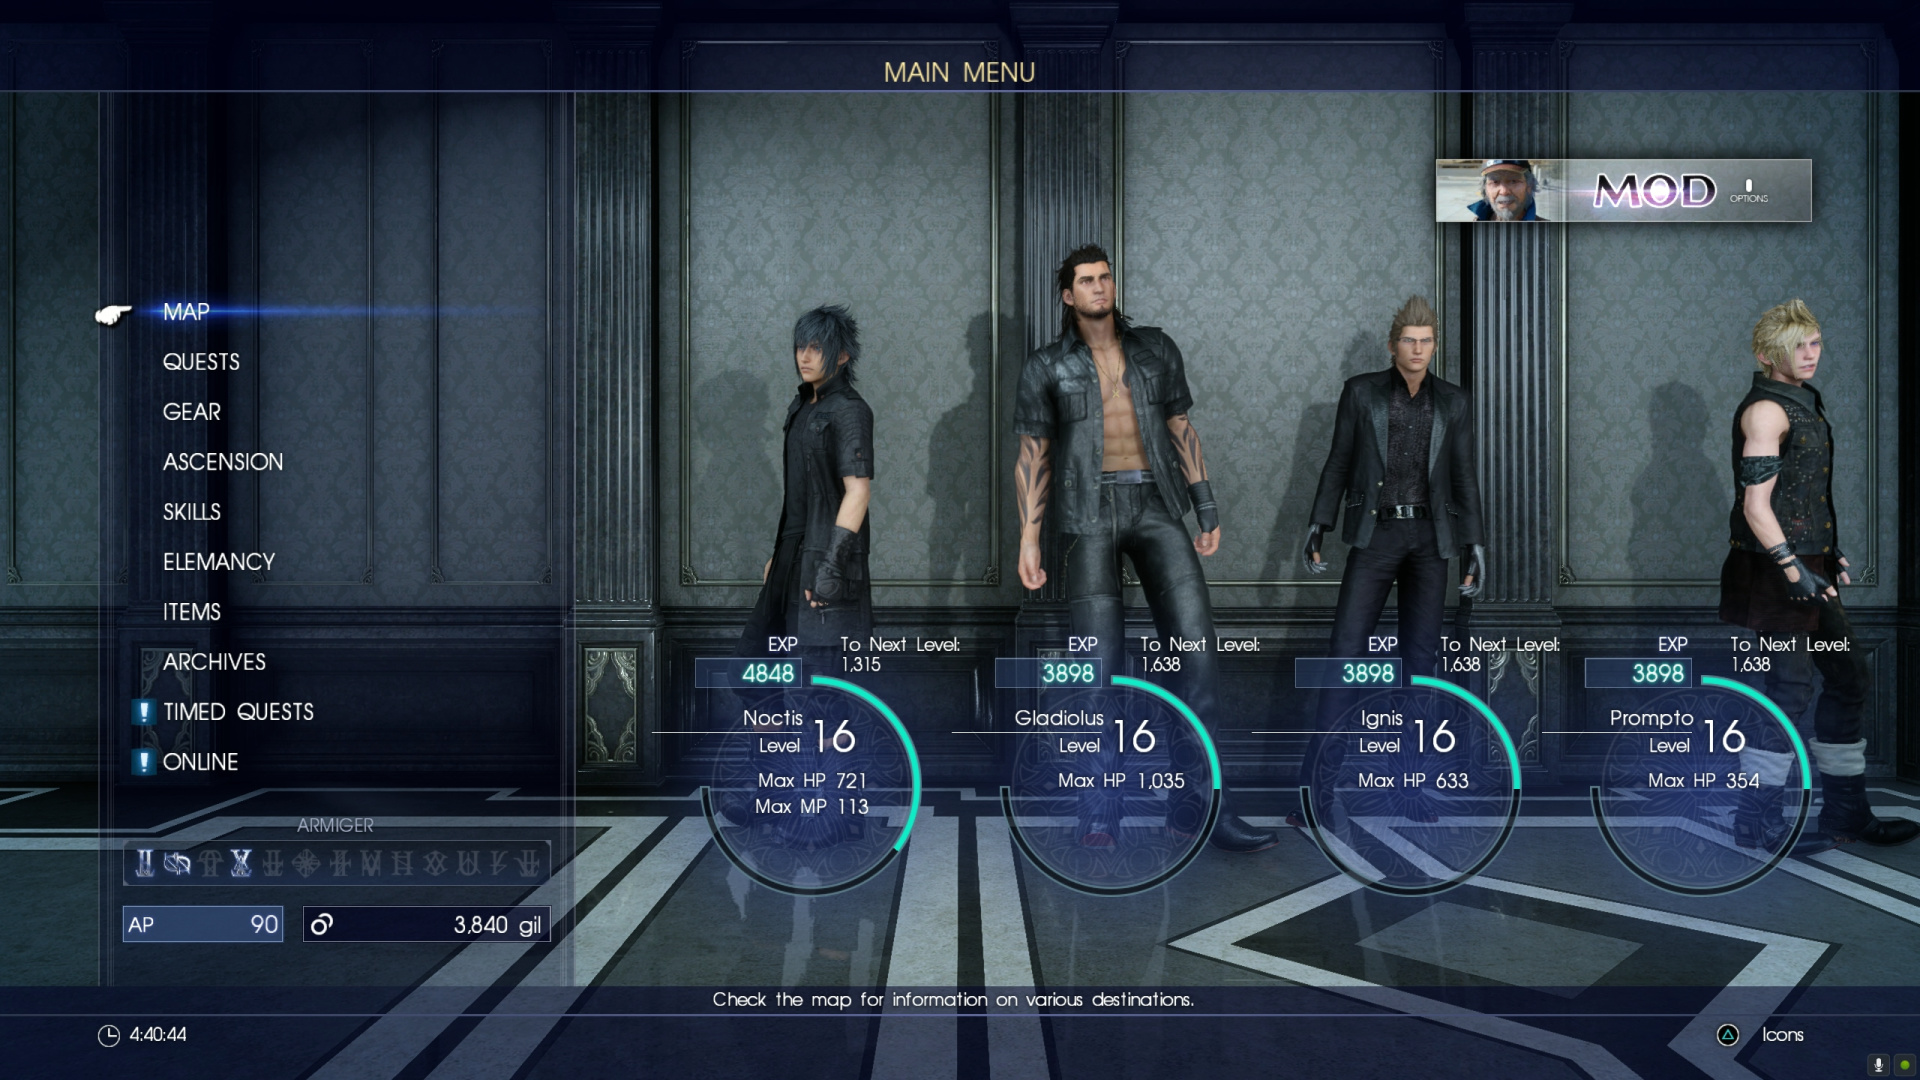 MAIN MENU
MOD
OPTIONS
MAP
QUESTS
GEAR
ASCENSION
SKILLS
ELEMANCY
ITEMS
ARCHIVES
! TIMED QUESTS
! ONLINE
ARMIGER
AP 90
3,840 gil
EXP
4848
To Next Level:
1,315
Noctis
Level 16
Max HP 721
Max MP 113
EXP
3898
To Next Level:
1,638
Gladiolus
Level 16
Max HP 1,035
EXP
3898
To Next Level:
1,638
Ignis
Level 16
Max HP 633
EXP
3898
To Next Level:
1,638
Prompto
Level 16
Max HP 354
Check the map for information on various destinations.
4:40:44
Icons